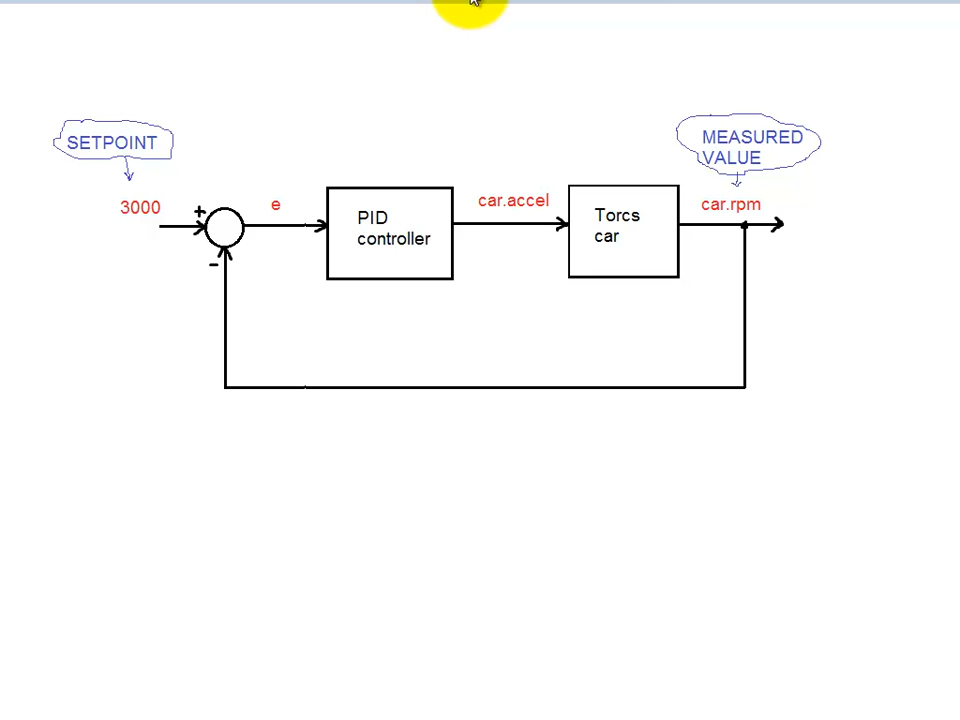 SETPOINT
MEASURED
VALUE
3000
+
e
PID
controller
car.accel
Torcs
car
car.rpm
-